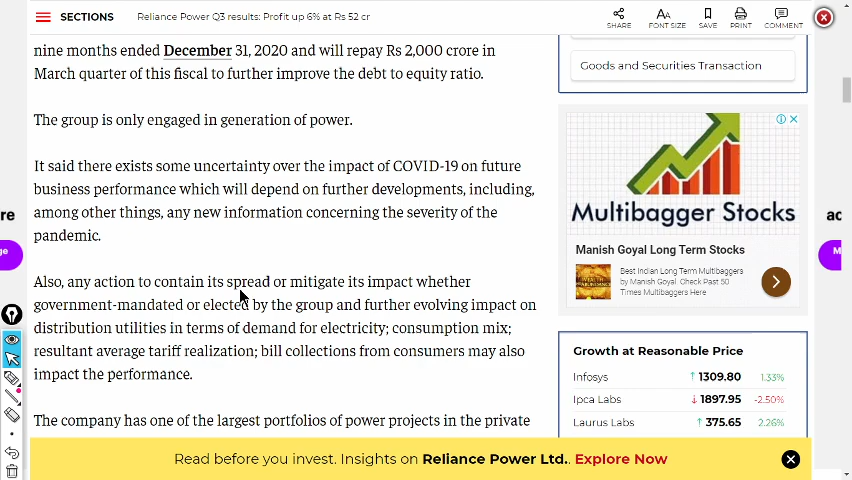 SECTIONS
Reliance Power Q3 results: Profit up 6% at Rs 52 cr
SHARE
FONT SIZE
SAVE
PRINT
COMMENT
nine months ended December 31, 2020 and will repay Rs 2,000 crore in
March quarter of this fiscal to further improve the debt to equity ratio.
The group is only engaged in generation of power.
It said there exists some uncertainty over the impact of COVID-19 on future
business performance which will depend on further developments, including,
among other things, any new information concerning the severity of the
pandemic.
Also, any action to contain its spread or mitigate its impact whether
government-mandated or elected by the group and further evolving impact on
distribution utilities in terms of demand for electricity; consumption mix;
resultant average tariff realization; bill collections from consumers may also
impact the performance.
The company has one of the largest portfolios of power projects in the private
Goods and Securities Transaction
Multibagger Stocks
Manish Goyal Long Term Stocks
Best Indian Long Term Multibaggers
by Manish Goyal. Check Past 50
Times Multibaggers Here
Growth at Reasonable Price
Infosys ↑ 1309.80 1.33%
Ipca Labs ↓ 1897.95 -2.50%
Laurus Labs ↑ 375.65 2.26%
Read before you invest. Insights on Reliance Power Ltd.. Explore Now